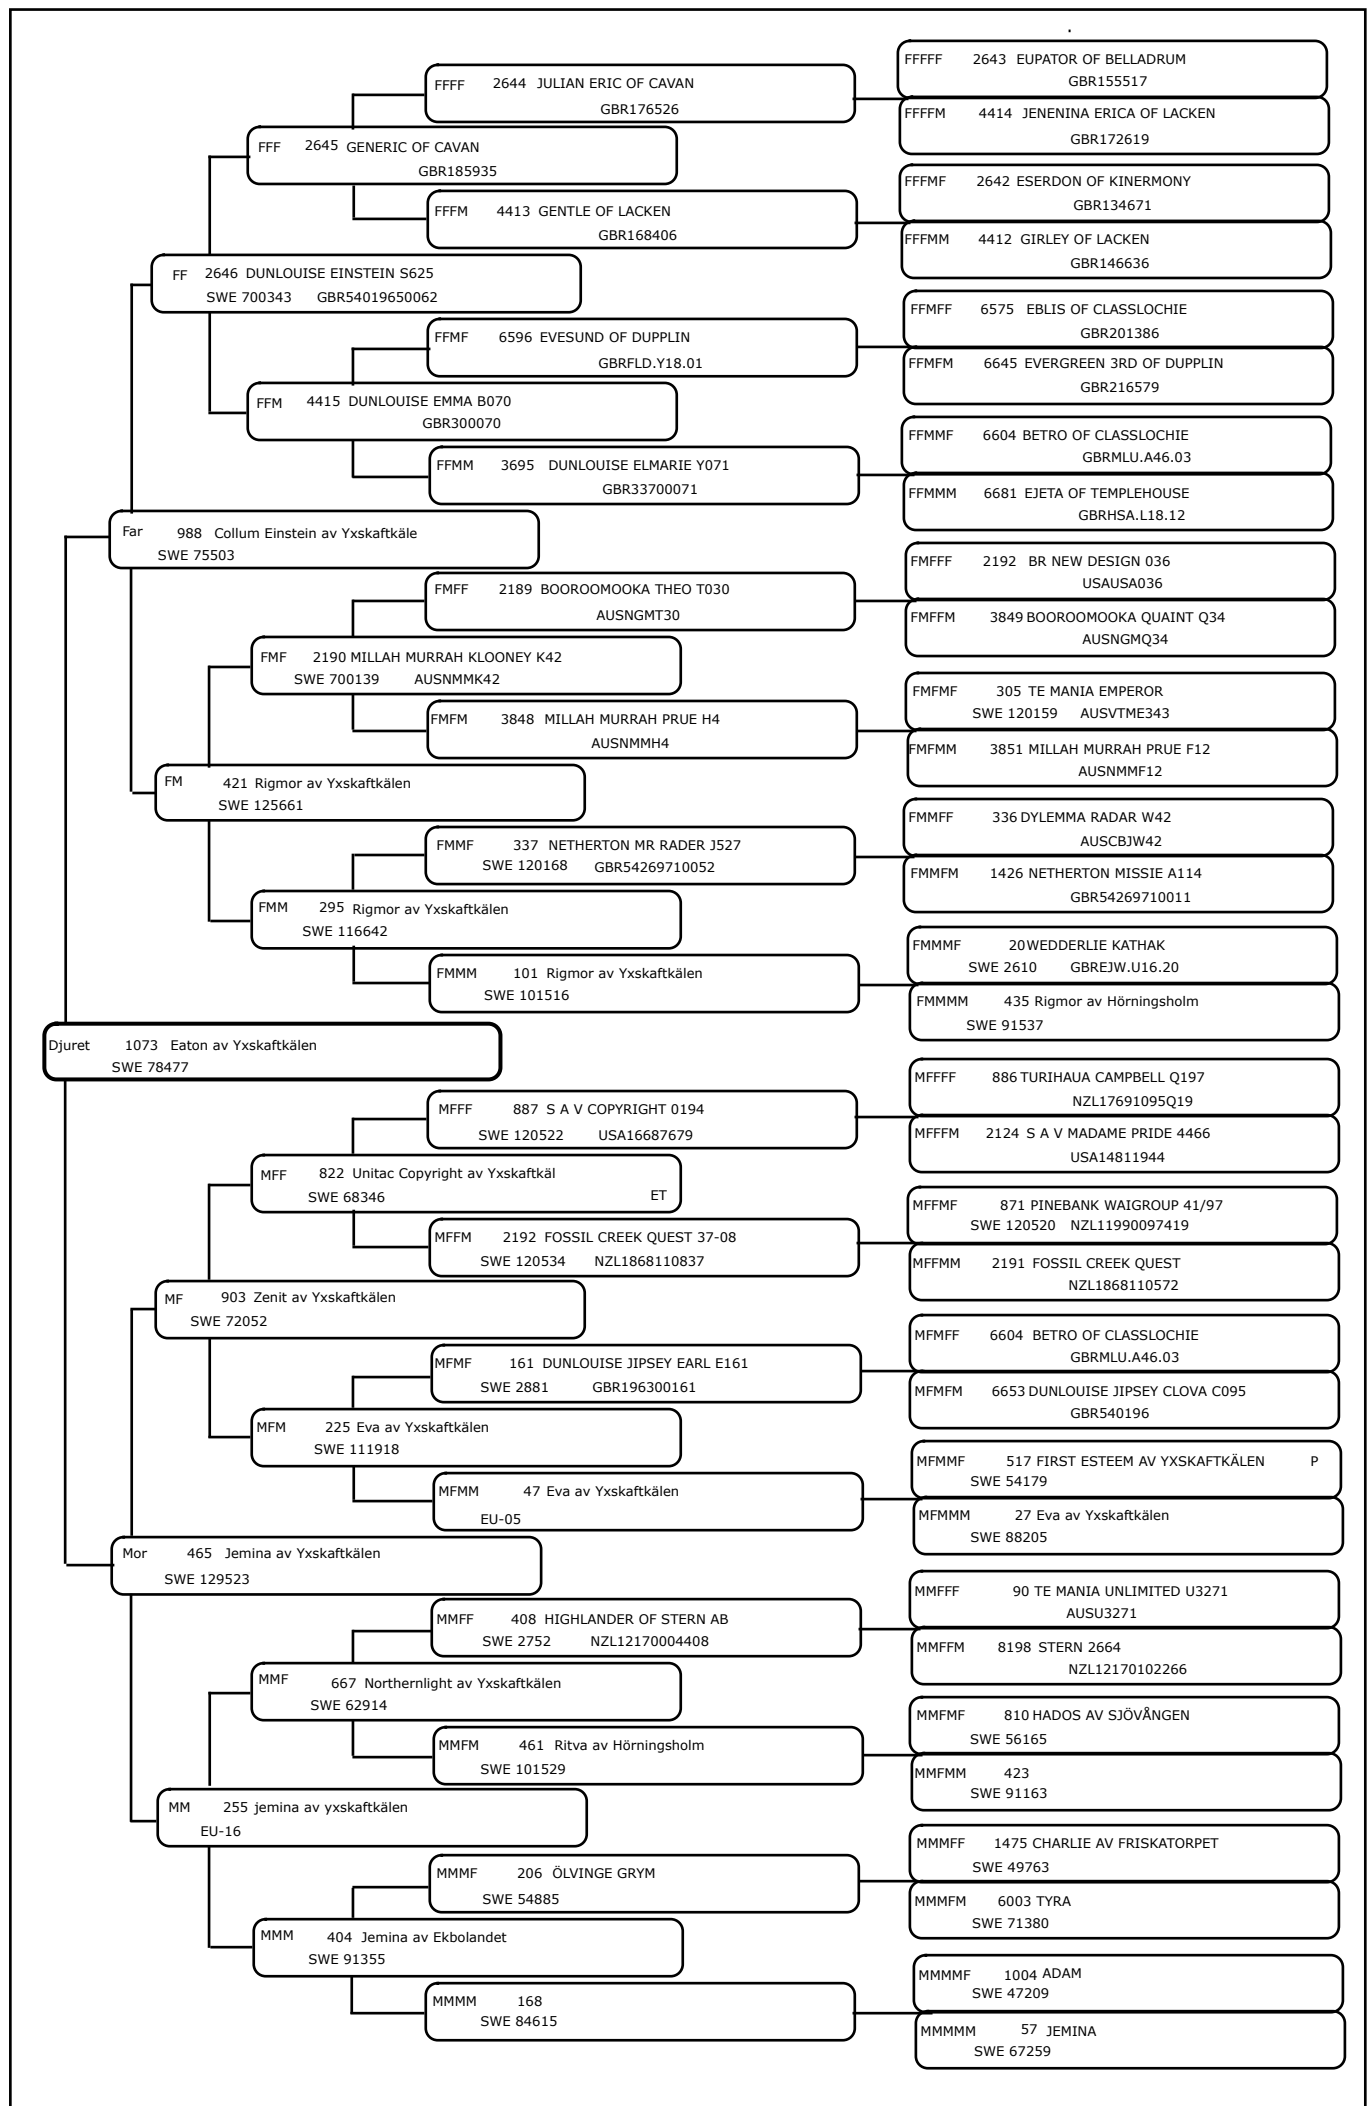 FFFFF 2643 EUPATOR OF BELLADRUM
GBR155517
FFFF 2644 JULIAN ERIC OF CAVAN
GBR176526
FFFFM 4414 JENENINA ERICA OF LACKEN
GBR172619
FFF 2645 GENERIC OF CAVAN
GBR185935
FFFMF 2642 ESERDON OF KINERMONY
GBR134671
FFFM 4413 GENTLE OF LACKEN
GBR168406
FFFMM 4412 GIRLEY OF LACKEN
GBR146636
FF 2646 DUNLOUISE EINSTEIN S625
SWE 700343 GBR54019650062
FFMFF 6575 EBLIS OF CLASSLOCHIE
GBR201386
FFMF 6596 EVESUND OF DUPPLIN
GBRFLD.Y18.01
FFMFM 6645 EVERGREEN 3RD OF DUPPLIN
GBR216579
FFM 4415 DUNLOUISE EMMA B070
GBR300070
FFMMF 6604 BETRO OF CLASSLOCHIE
GBRMLU.A46.03
FFMM 3695 DUNLOUISE ELMARIE Y071
GBR33700071
FFMMM 6681 EJETA OF TEMPLEHOUSE
GBRHSA.L18.12
Far 988 Collum Einstein av Yxskaftkäle
SWE 75503
FMFFF 2192 BR NEW DESIGN 036
USAUSA036
FMFF 2189 BOOROOMOOKA THEO T030
AUSNGMT30
FMFFM 3849 BOOROOMOOKA QUAINT Q34
AUSNGMQ34
FMF 2190 MILLAH MURRAH KLOONEY K42
SWE 700139 AUSNMMK42
FMFMF 305 TE MANIA EMPEROR
SWE 120159 AUSVTME343
FMFM 3848 MILLAH MURRAH PRUE H4
AUSNMMH4
FMFMM 3851 MILLAH MURRAH PRUE F12
AUSNMMF12
FM 421 Rigmor av Yxskaftkälen
SWE 125661
FMMFF 336 DYLEMMA RADAR W42
AUSCBJW42
FMMF 337 NETHERTON MR RADER J527
SWE 120168 GBR54269710052
FMMFM 1426 NETHERTON MISSIE A114
GBR54269710011
FMM 295 Rigmor av Yxskaftkälen
SWE 116642
FMMMF 20 WEDDERLIE KATHAK
SWE 2610 GBREJW.U16.20
FMMM 101 Rigmor av Yxskaftkälen
SWE 101516
FMMMM 435 Rigmor av Hörningsholm
SWE 91537
Djuret 1073 Eaton av Yxskaftkälen
SWE 78477
MFFFF 886 TURIHAUA CAMPBELL Q197
NZL17691095Q19
MFFF 887 S A V COPYRIGHT 0194
SWE 120522 USA16687679
MFFFM 2124 S A V MADAME PRIDE 4466
USA14811944
MFF 822 Unitac Copyright av Yxskaftkäl
SWE 68346 ET
MFFMF 871 PINEBANK WAIGROUP 41/97
SWE 120520 NZL11990097419
MFFM 2192 FOSSIL CREEK QUEST 37-08
SWE 120534 NZL1868110837
MFFMM 2191 FOSSIL CREEK QUEST
NZL1868110572
MF 903 Zenit av Yxskaftkälen
SWE 72052
MFMFF 6604 BETRO OF CLASSLOCHIE
GBRMLU.A46.03
MFMF 161 DUNLOUISE JIPSEY EARL E161
SWE 2881 GBR196300161
MFMFM 6653 DUNLOUISE JIPSEY CLOVA C095
GBR540196
MFM 225 Eva av Yxskaftkälen
SWE 111918
MFMMF 517 FIRST ESTEEM AV YXSKAFTKÄLEN P
SWE 54179
MFMM 47 Eva av Yxskaftkälen
EU-05
MFMMM 27 Eva av Yxskaftkälen
SWE 88205
Mor 465 Jemina av Yxskaftkälen
SWE 129523
MMFFF 90 TE MANIA UNLIMITED U3271
AUSU3271
MMFF 408 HIGHLANDER OF STERN AB
SWE 2752 NZL12170004408
MMFFM 8198 STERN 2664
NZL12170102266
MMF 667 Northernlight av Yxskaftkälen
SWE 62914
MMFMF 810 HADOS AV SJÖVÅNGEN
SWE 56165
MMFM 461 Ritva av Hörningsholm
SWE 101529
MMFMM 423
SWE 91163
MM 255 jemina av yxskaftkälen
EU-16
MMMFF 1475 CHARLIE AV FRISKATORPET
SWE 49763
MMMF 206 ÖLVINGE GRYM
SWE 54885
MMMFM 6003 TYRA
SWE 71380
MMM 404 Jemina av Ekbolandet
SWE 91355
MMMMF 1004 ADAM
SWE 47209
MMMM 168
SWE 84615
MMMMM 57 JEMINA
SWE 67259